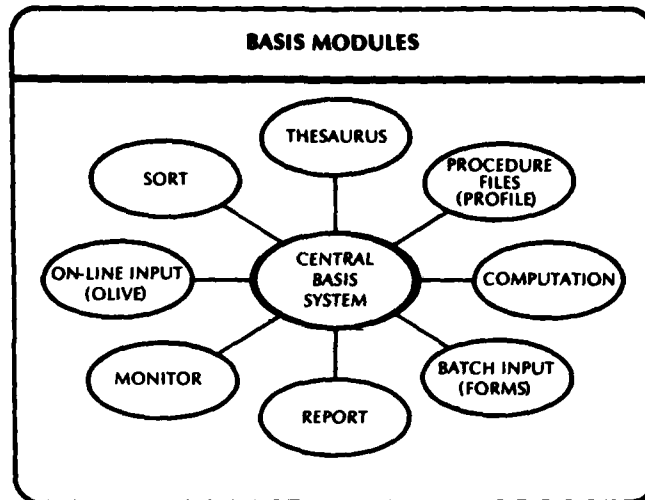 BASIS MODULES
THESAURUS
SORT
PROCEDURE
FILES
(PROFILE)
ON-LINE INPUT
(OLIVE)
CENTRAL
BASIS
SYSTEM
COMPUTATION
MONITOR
REPORT
BATCH INPUT
(FORMS)